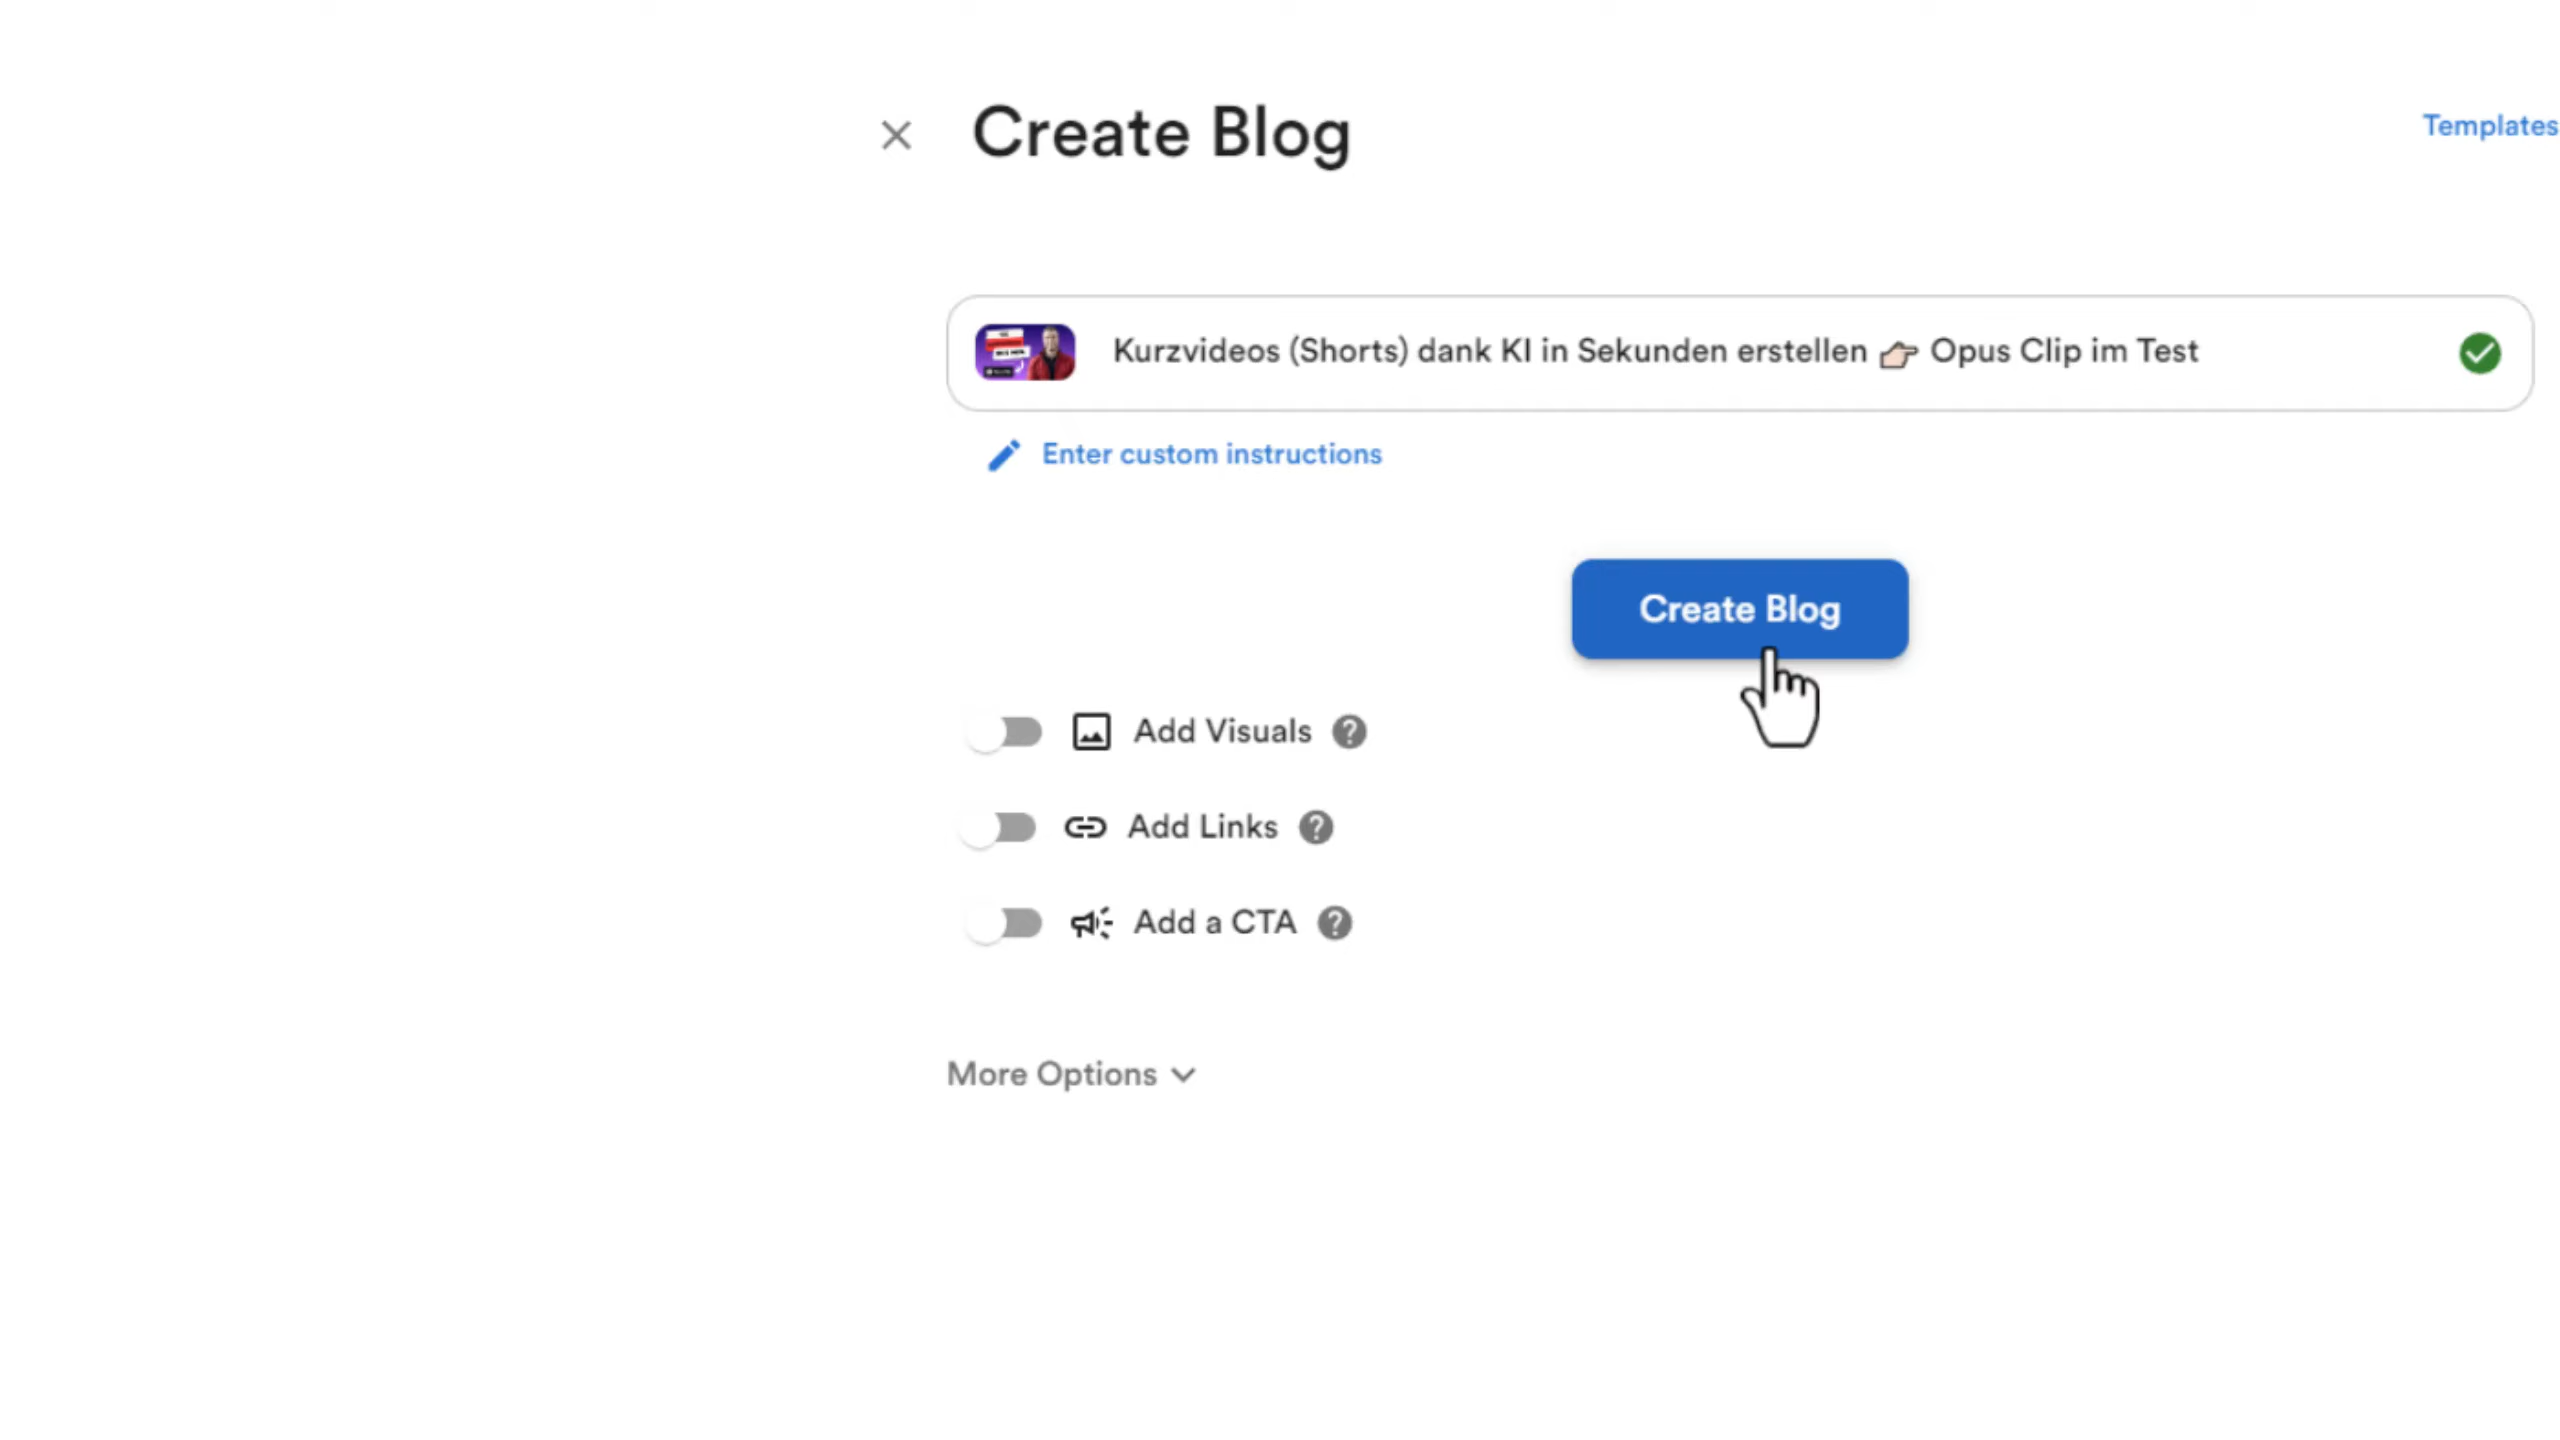 Create Blog
Templates
Kurzvideos (Shorts) dank KI in Sekunden erstellen 👉🏻 Opus Clip im Test
Enter custom instructions
Create Blog
Add Visuals
Add Links
Add a CTA
More Options